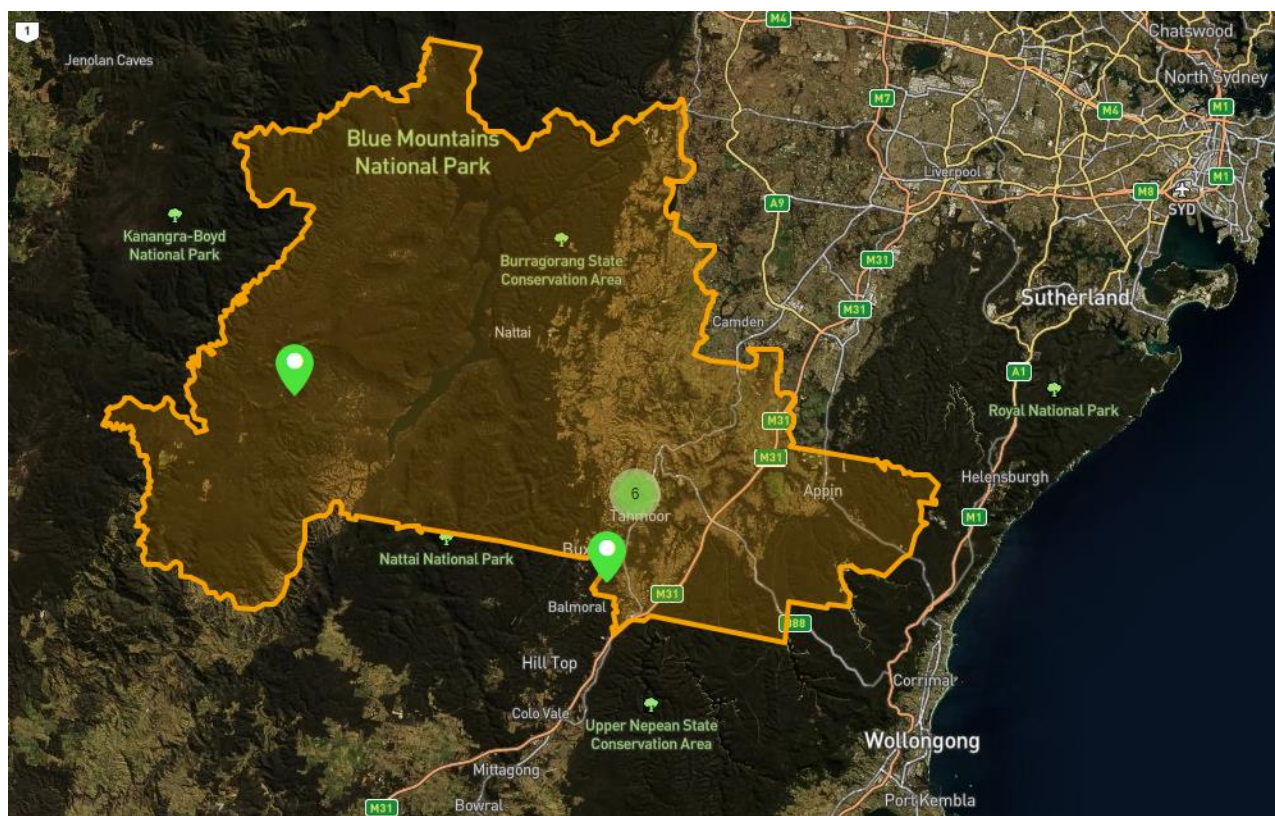 1
Jenolan Caves
Blue Mountains
National Park
Kanangra-Boyd
National Park
Burragorang State
Conservation Area
Nattai
Camden
M4
Chatswood
North Sydney
M7
M4
M1
Liverpool
M1
A9
M8
SYD
M31
Sutherland
M31
A1
Royal National Park
M31
M31
Appin
Helensburgh
6
Tahmoor
M1
Nattai National Park
Bux
Balmoral
M31
B88
Hill Top
Corrimal
Colo Vale
Upper Nepean State
Conservation Area
Wollongong
Mittagong
M31
Bowral
Port Kembla